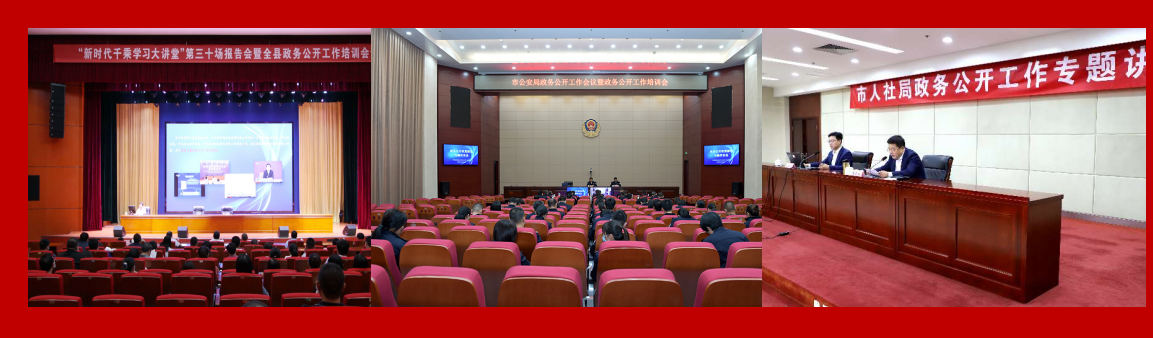 “新时代千乘学习大讲堂”第三十场报告会暨全县政务公开工作培训会
市公安局政务公开工作会议暨政务公开工作培训会
市人社局政务公开工作专题讲